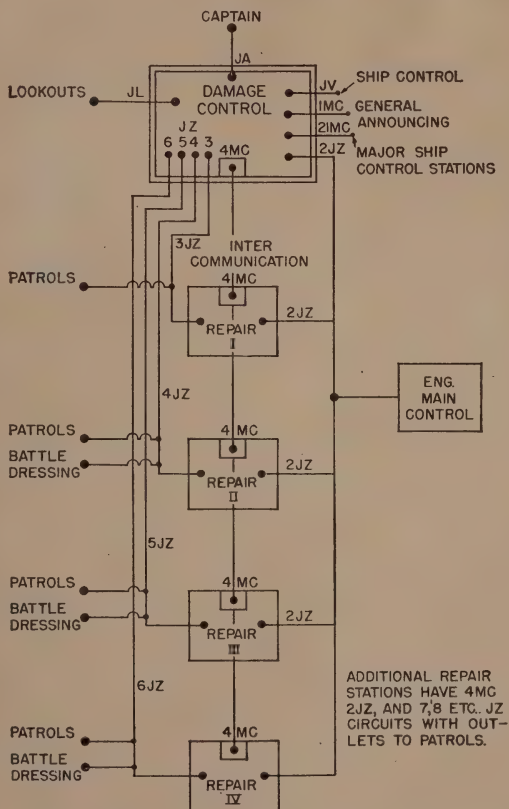 CAPTAIN
JA
LOOKOUTS
JL
DAMAGE
CONTROL
JV
SHIP CONTROL
1MC
GENERAL
ANNOUNCING
21MC
MAJOR SHIP
CONTROL STATIONS
2JZ
JZ
6 5 4 3
4MC
3JZ
INTER
COMMUNICATION
PATROLS
4MC
REPAIR
I
2JZ
ENG.
MAIN
CONTROL
4JZ
PATROLS
BATTLE
DRESSING
4 MC
REPAIR
II
2JZ
5JZ
PATROLS
BATTLE
DRESSING
4 MC
REPAIR
III
2JZ
6JZ
ADDITIONAL REPAIR
STATIONS HAVE 4MC
2JZ, AND 7,'8 ETC.. JZ
CIRCUITS WITH OUT-
LETS TO PATROLS.
PATROLS
BATTLE
DRESSING
4 MC
REPAIR
IV